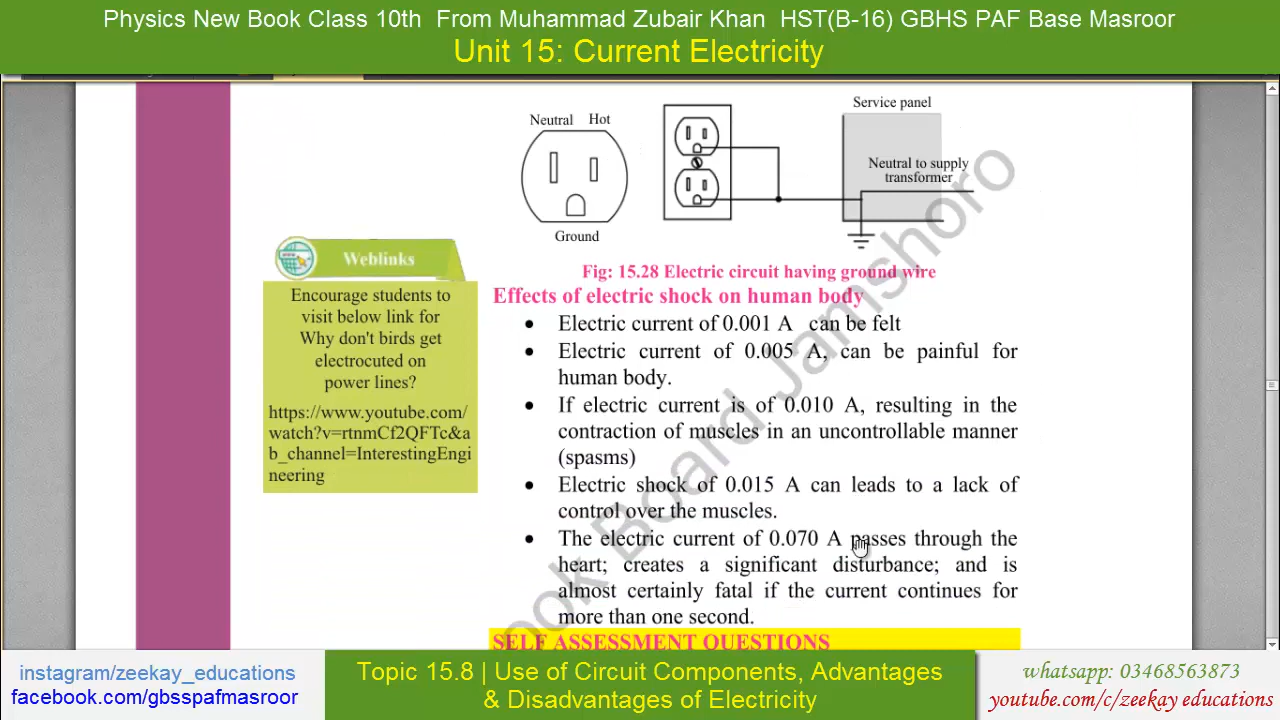 Physics New Book Class 10th From Muhammad Zubair Khan HST(B-16) GBHS PAF Base Masroor
Unit 15: Current Electricity
Neutral Hot
Ground
Service panel
Neutral to supply
transformer
Fig: 15.28 Electric circuit having ground wire
Weblinks
Encourage students to
visit below link for
Why don't birds get
electrocuted on
power lines?
https://www.youtube.com/
watch?v=rtnmCf2QFTc&a
b_channel=InterestingEngi
neering
Effects of electric shock on human body
• Electric current of 0.001 A can be felt
• Electric current of 0.005 A, can be painful for
human body.
• If electric current is of 0.010 A, resulting in the
contraction of muscles in an uncontrollable manner
(spasms)
• Electric shock of 0.015 A can leads to a lack of
control over the muscles.
• The electric current of 0.070 A passes through the
heart; creates a significant disturbance; and is
almost certainly fatal if the current continues for
more than one second.
SELF ASSESSMENT QUESTIONS
ook Board Jamshoro
instagram/zeekay_educations
facebook.com/gbsspafmasroor
Topic 15.8 | Use of Circuit Components, Advantages
& Disadvantages of Electricity
whatsapp: 03468563873
youtube.com/c/zeekay educations